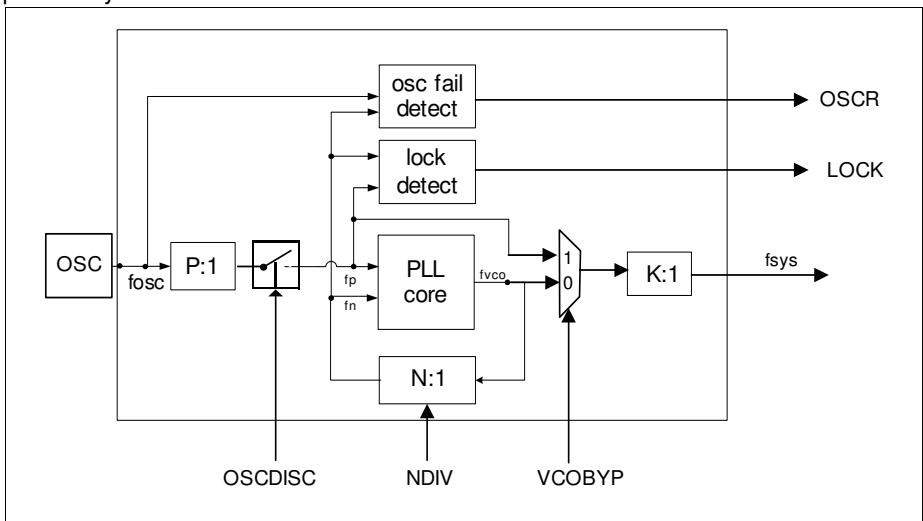 osc fail
detect
OSCR
lock
detect
LOCK
OSC
fosc
P:1
fp
fn
PLL
core
fvco
1
0
K:1
fsys
N:1
OSCDISC
NDIV
VCOBYP